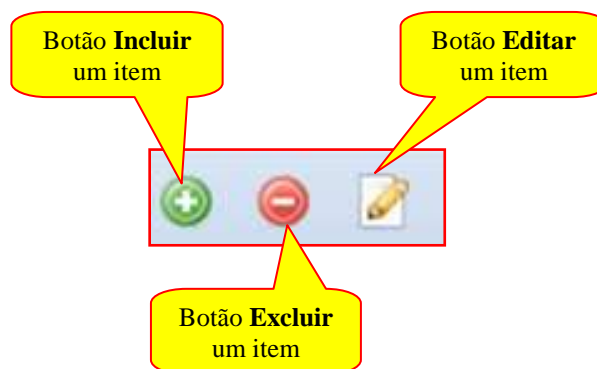 Botão Incluir
um item
Botão Editar
um item
Botão Excluir
um item